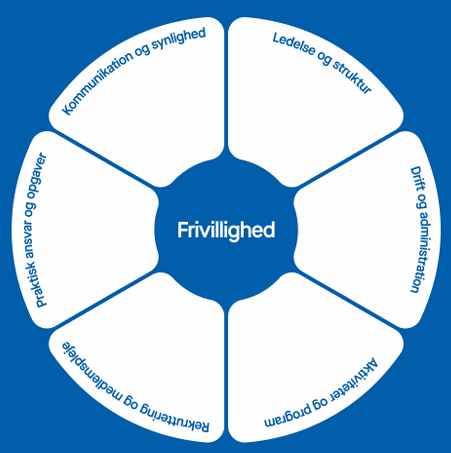 Ledelse og struktur
Drift og administration
Aktiviteter og program
Rekruttering og medlemspleje
Praktisk ansvar og opgaver
Kommunikation og synlighed
Frivillighed